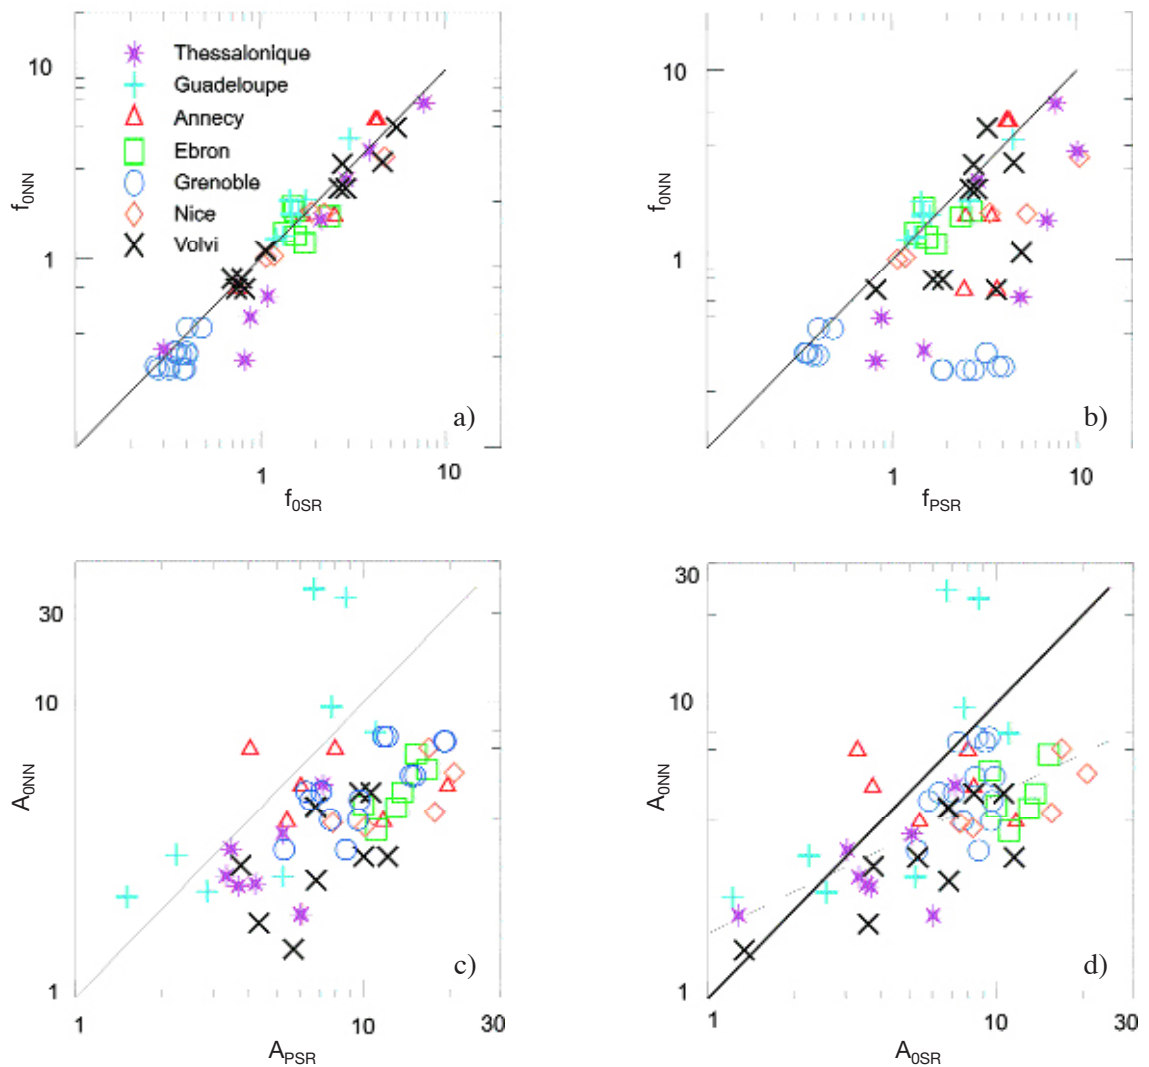 10
1
f0NN
Thessalonique
Guadeloupe
Annecy
Ebron
Grenoble
Nice
Volvi
a)
1
10
f0SR
10
1
f0NN
b)
1
10
fPSR
30
10
1
A0NN
c)
1
10
30
APSR
30
10
1
A0NN
d)
1
10
30
A0SR